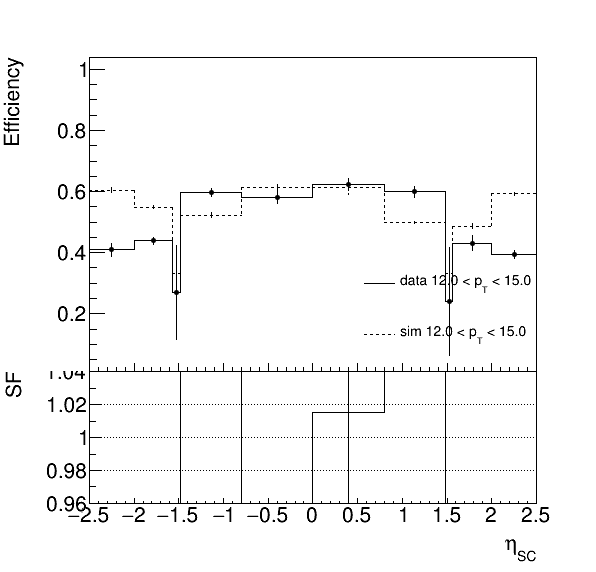 Efficiency
1
0.8
0.6
0.4
0.2
data 12.0 < p_T < 15.0
sim 12.0 < p_T < 15.0
SF
1.04
1.02
1
0.98
0.96
−2.5 −2 −1.5 −1 −0.5 0 0.5 1 1.5 2 2.5
η_SC